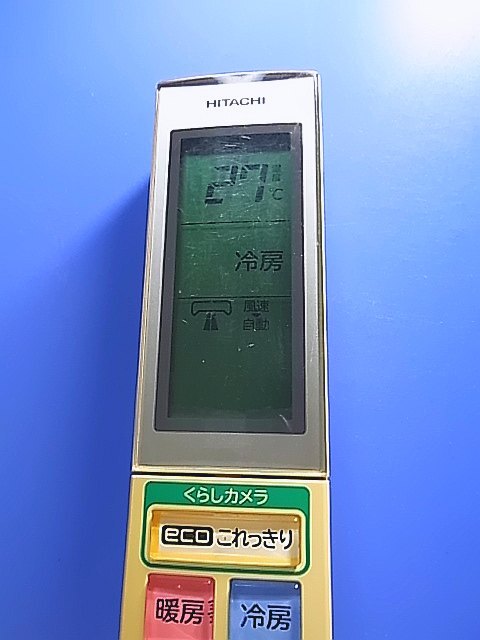 HITACHI
27℃
冷房
風速
自動
くらしカメラ
eco これっきり
暖房
冷房